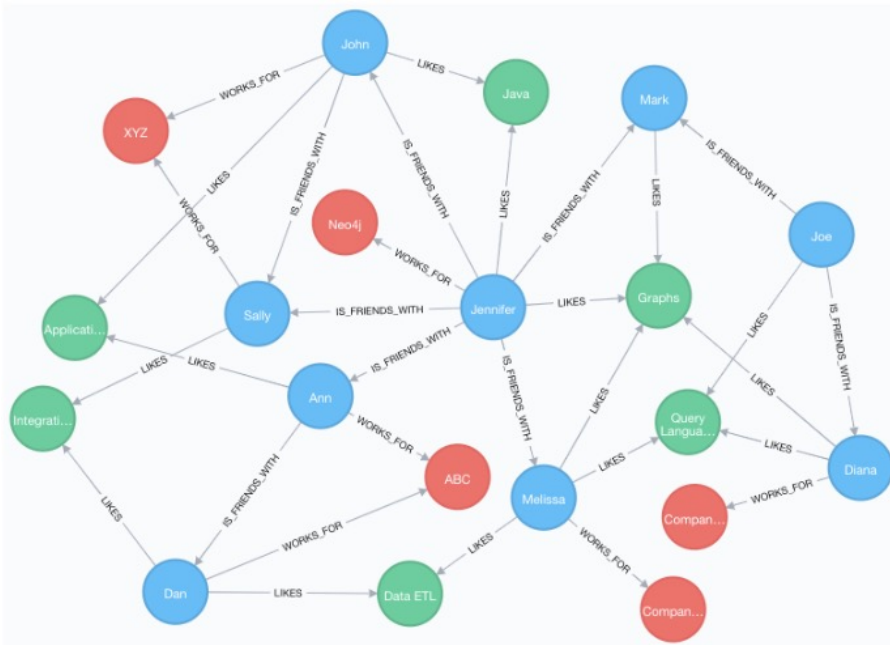 John
LIKES
WORKS_FOR
Java
Mark
XYZ
LIKES
IS_FRIENDS_WITH
IS_FRIENDS_WITH
LIKES
IS_FRIENDS_WITH
LIKES
IS_FRIENDS_WITH
WORKS_FOR
Neo4j
WORKS_FOR
Joe
Sally
IS_FRIENDS_WITH
Jennifer
LIKES
Graphs
Applicati...
LIKES
LIKES
IS_FRIENDS_WITH
IS_FRIENDS_WITH
LIKES
LIKES
LIKES
IS_FRIENDS_WITH
Integrati...
Ann
WORKS_FOR
Query
Langua...
LIKES
LIKES
Diana
IS_FRIENDS_WITH
ABC
Melissa
WORKS_FOR
Compan...
LIKES
WORKS_FOR
LIKES
WORKS_FOR
Dan
LIKES
Data ETL
Compan...